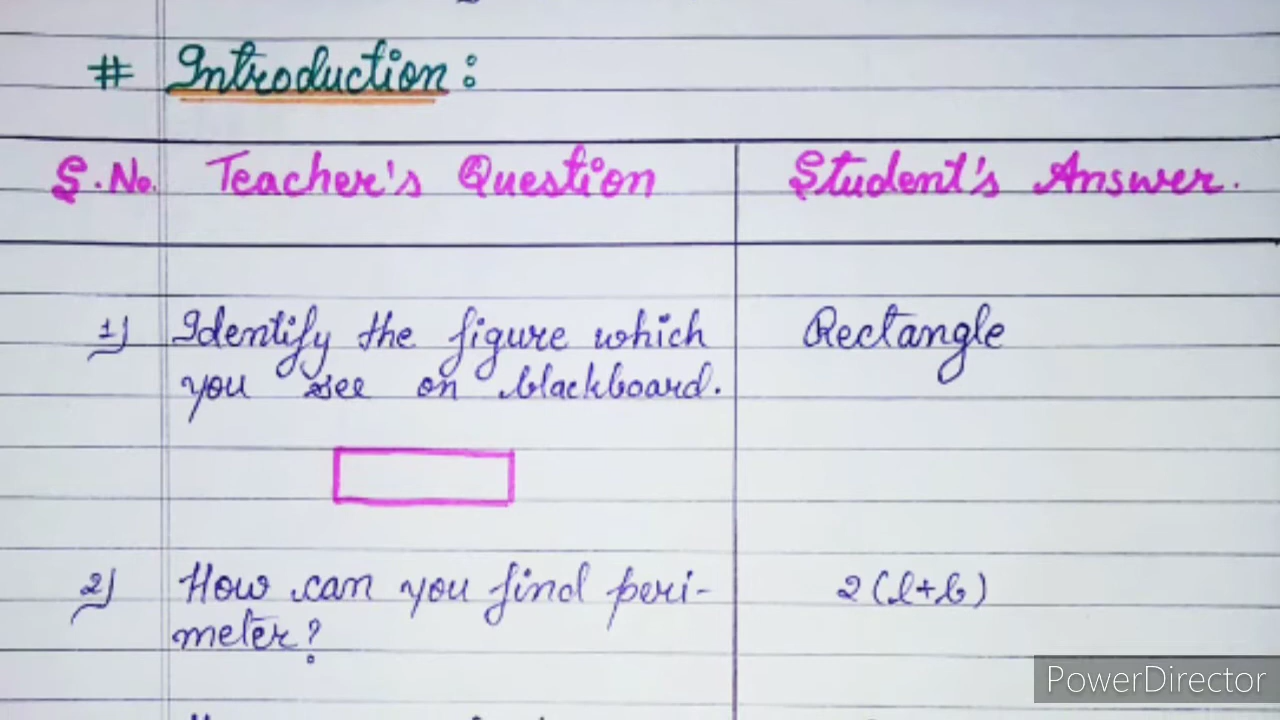 # Introduction:
S.No. Teacher's Question Student's Answer.
1) Identify the figure which Rectangle
you see on blackboard.
2) How can you find peri- 2(l+b)
meter?
PowerDirector